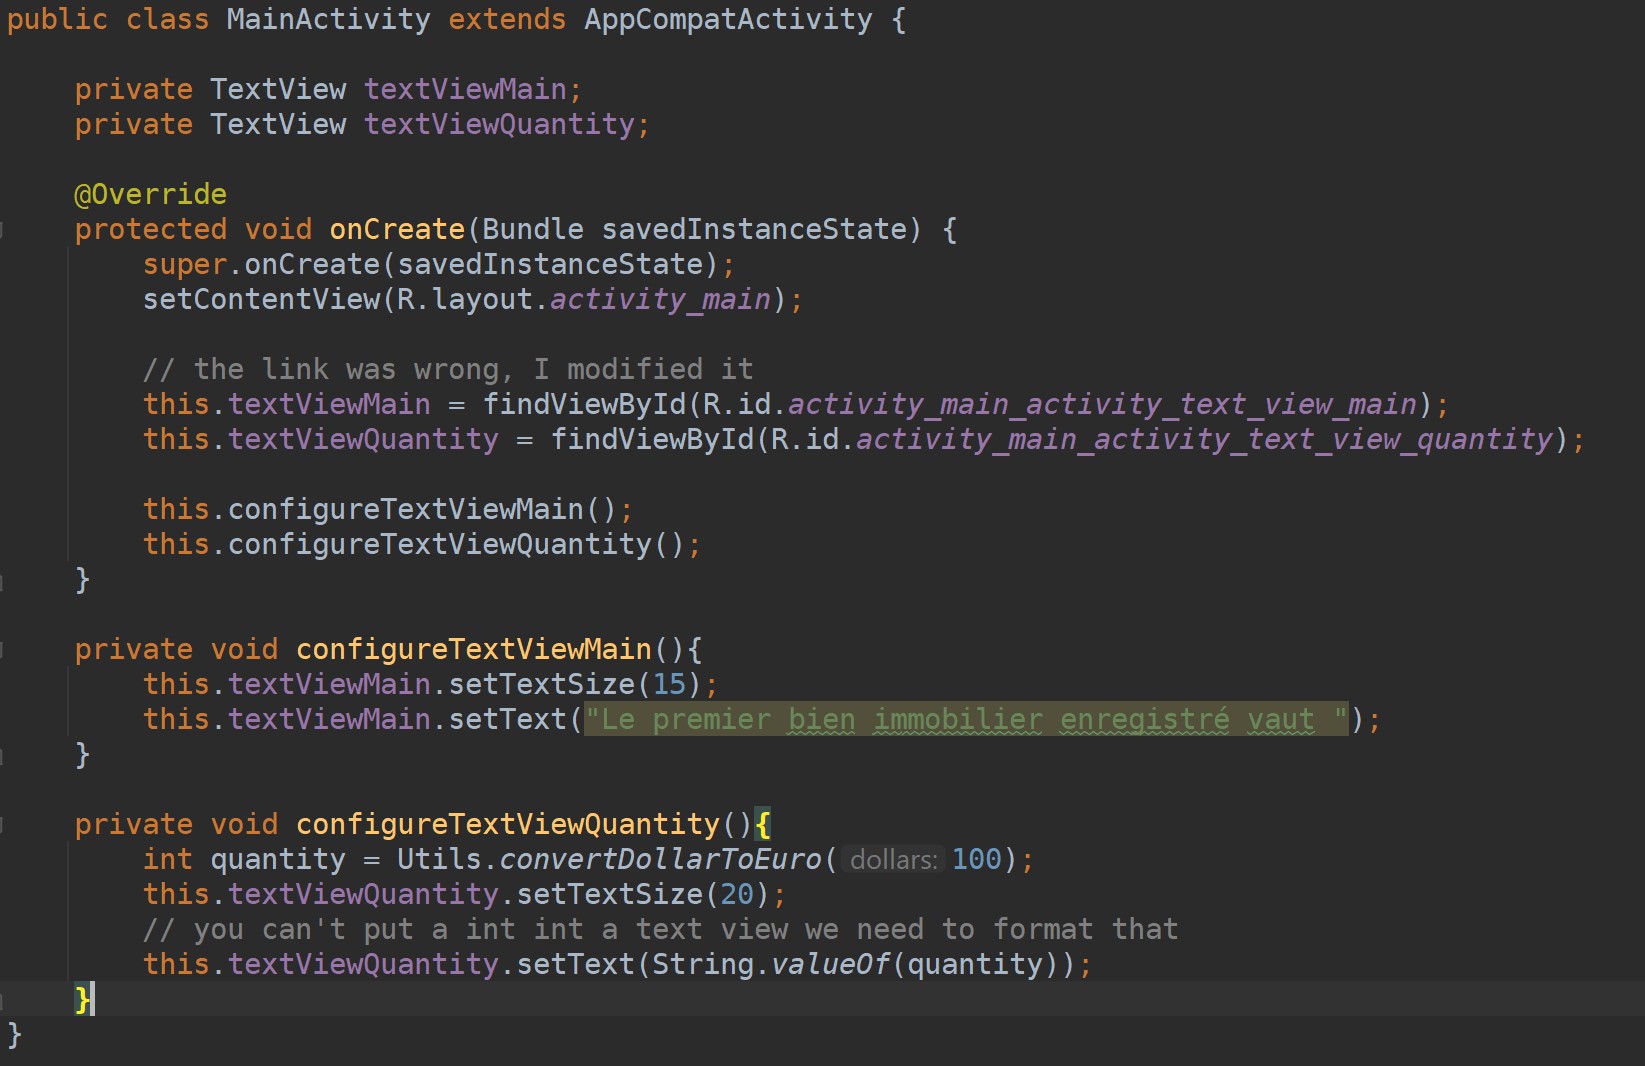 public class MainActivity extends AppCompatActivity {
private TextView textViewMain;
private TextView textViewQuantity;
@Override
protected void onCreate(Bundle savedInstanceState) {
super.onCreate(savedInstanceState);
setContentView(R.layout.activity_main);
// the link was wrong, I modified it
this.textViewMain = findViewById(R.id.activity_main_activity_text_view_main);
this.textViewQuantity = findViewById(R.id.activity_main_activity_text_view_quantity);
this.configureTextViewMain();
this.configureTextViewQuantity();
}
private void configureTextViewMain(){
this.textViewMain.setTextSize(15);
this.textViewMain.setText("Le premier bien immobilier enregistré vaut ");
}
private void configureTextViewQuantity(){
int quantity = Utils.convertDollarToEuro( dollars: 100);
this.textViewQuantity.setTextSize(20);
// you can't put a int int a text view we need to format that
this.textViewQuantity.setText(String.valueOf(quantity));
}
}